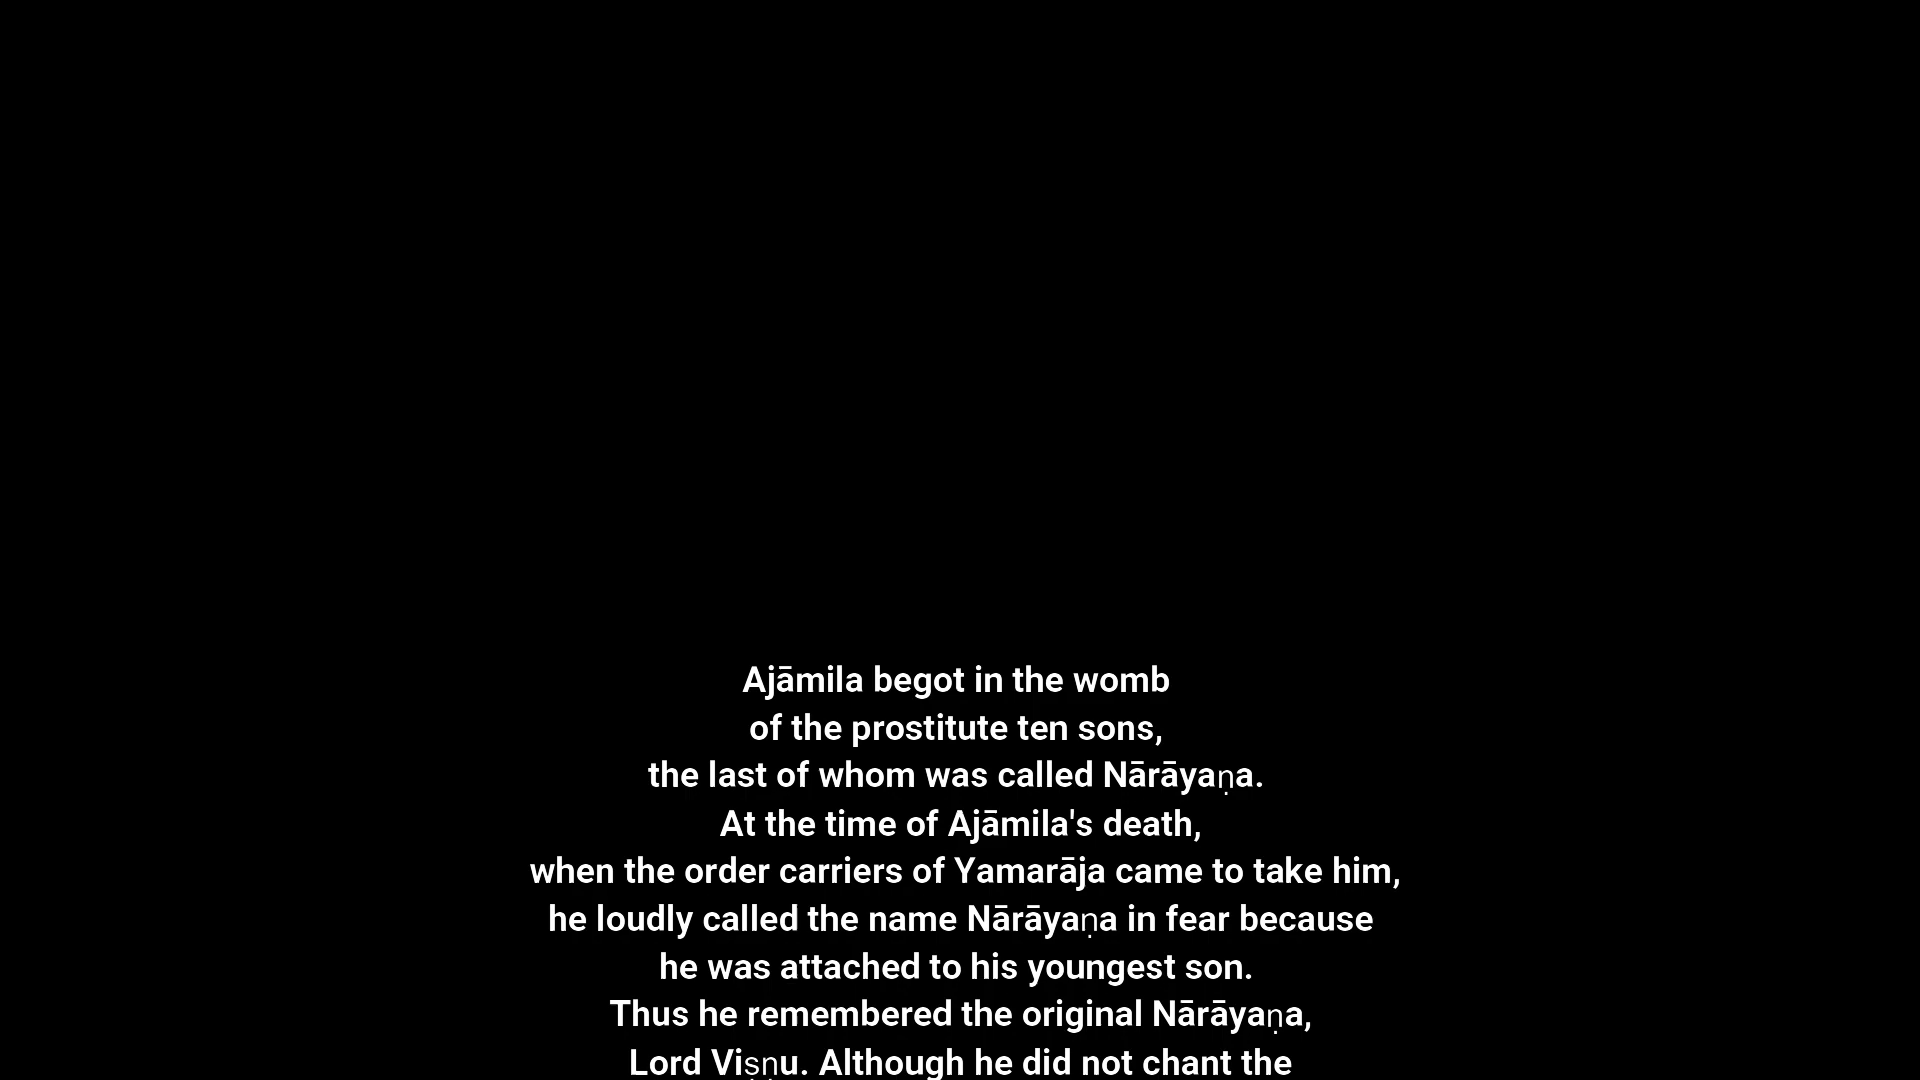 Ajāmila begot in the womb
of the prostitute ten sons,
the last of whom was called Nārāyaṇa.
At the time of Ajāmila's death,
when the order carriers of Yamarāja came to take him,
he loudly called the name Nārāyaṇa in fear because
he was attached to his youngest son.
Thus he remembered the original Nārāyaṇa,
Lord Viṣṇu. Although he did not chant the